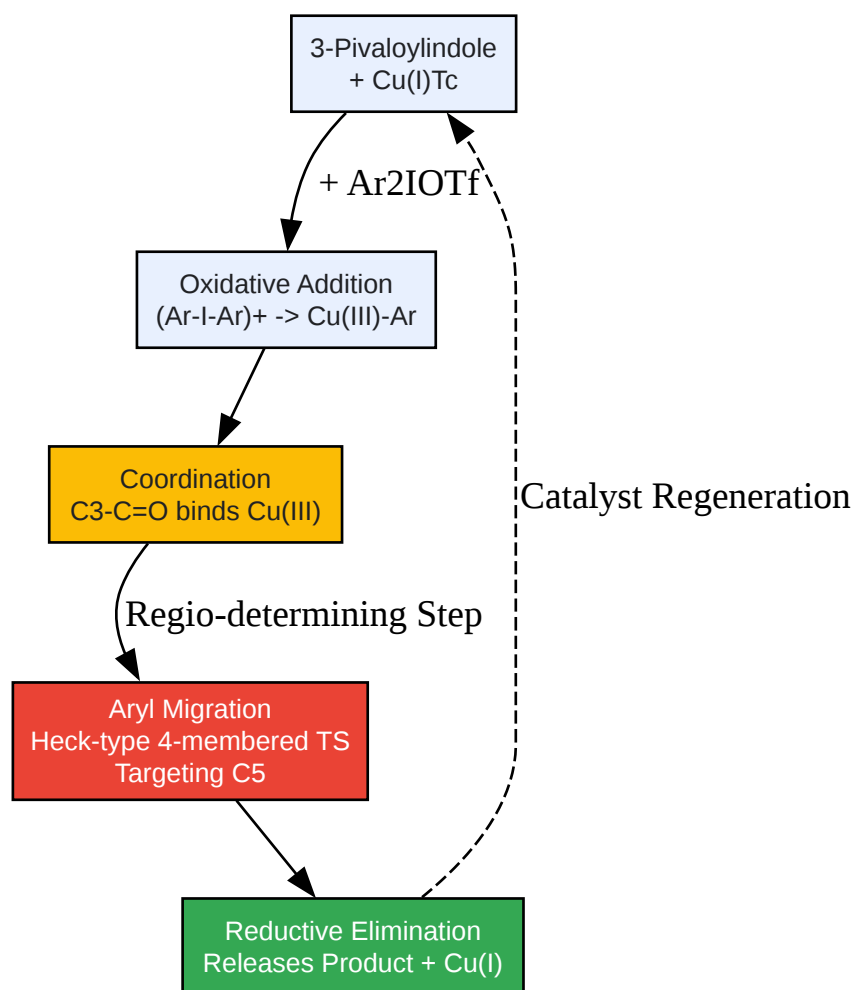 3-Pivaloylindole
+ Cu(I)Tc
+ Ar2IOTf
Oxidative Addition
(Ar-I-Ar)+ -> Cu(III)-Ar
Coordination
C3-C=O binds Cu(III)
Catalyst Regeneration
Regio-determining Step
Aryl Migration
Heck-type 4-membered TS
Targeting C5
Reductive Elimination
Releases Product + Cu(I)